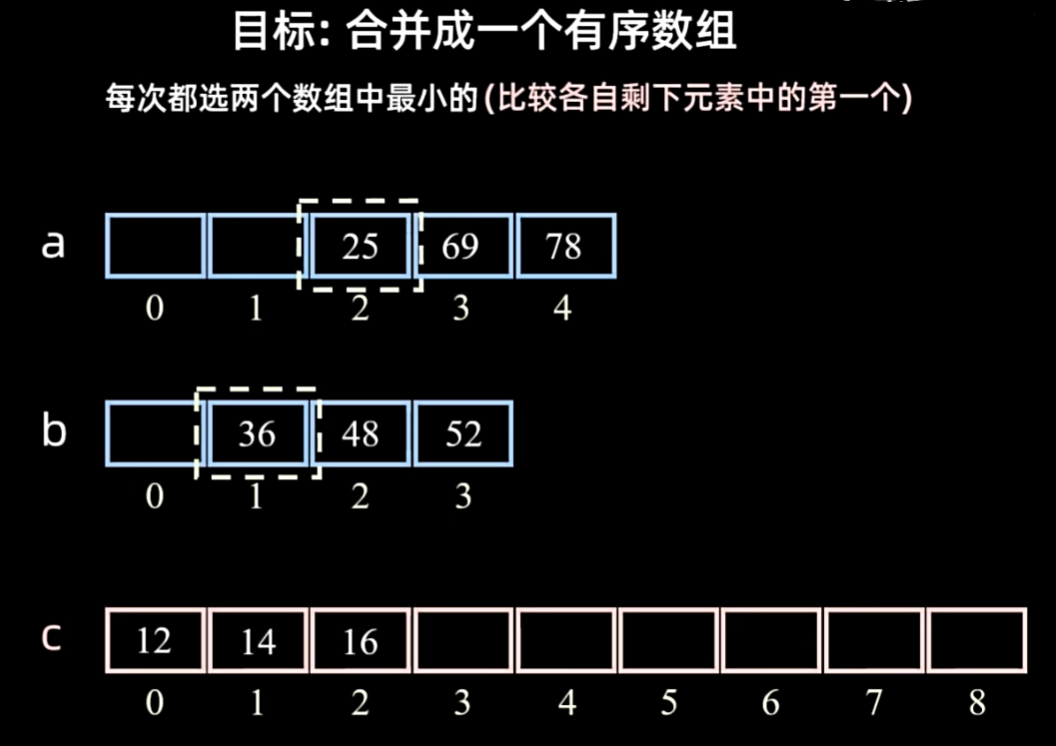 目标: 合并成一个有序数组
每次都选两个数组中最小的(比较各自剩下元素中的第一个)
a 25 69 78
0 1 2 3 4
b 36 48 52
0 1 2 3
c 12 14 16
0 1 2 3 4 5 6 7 8